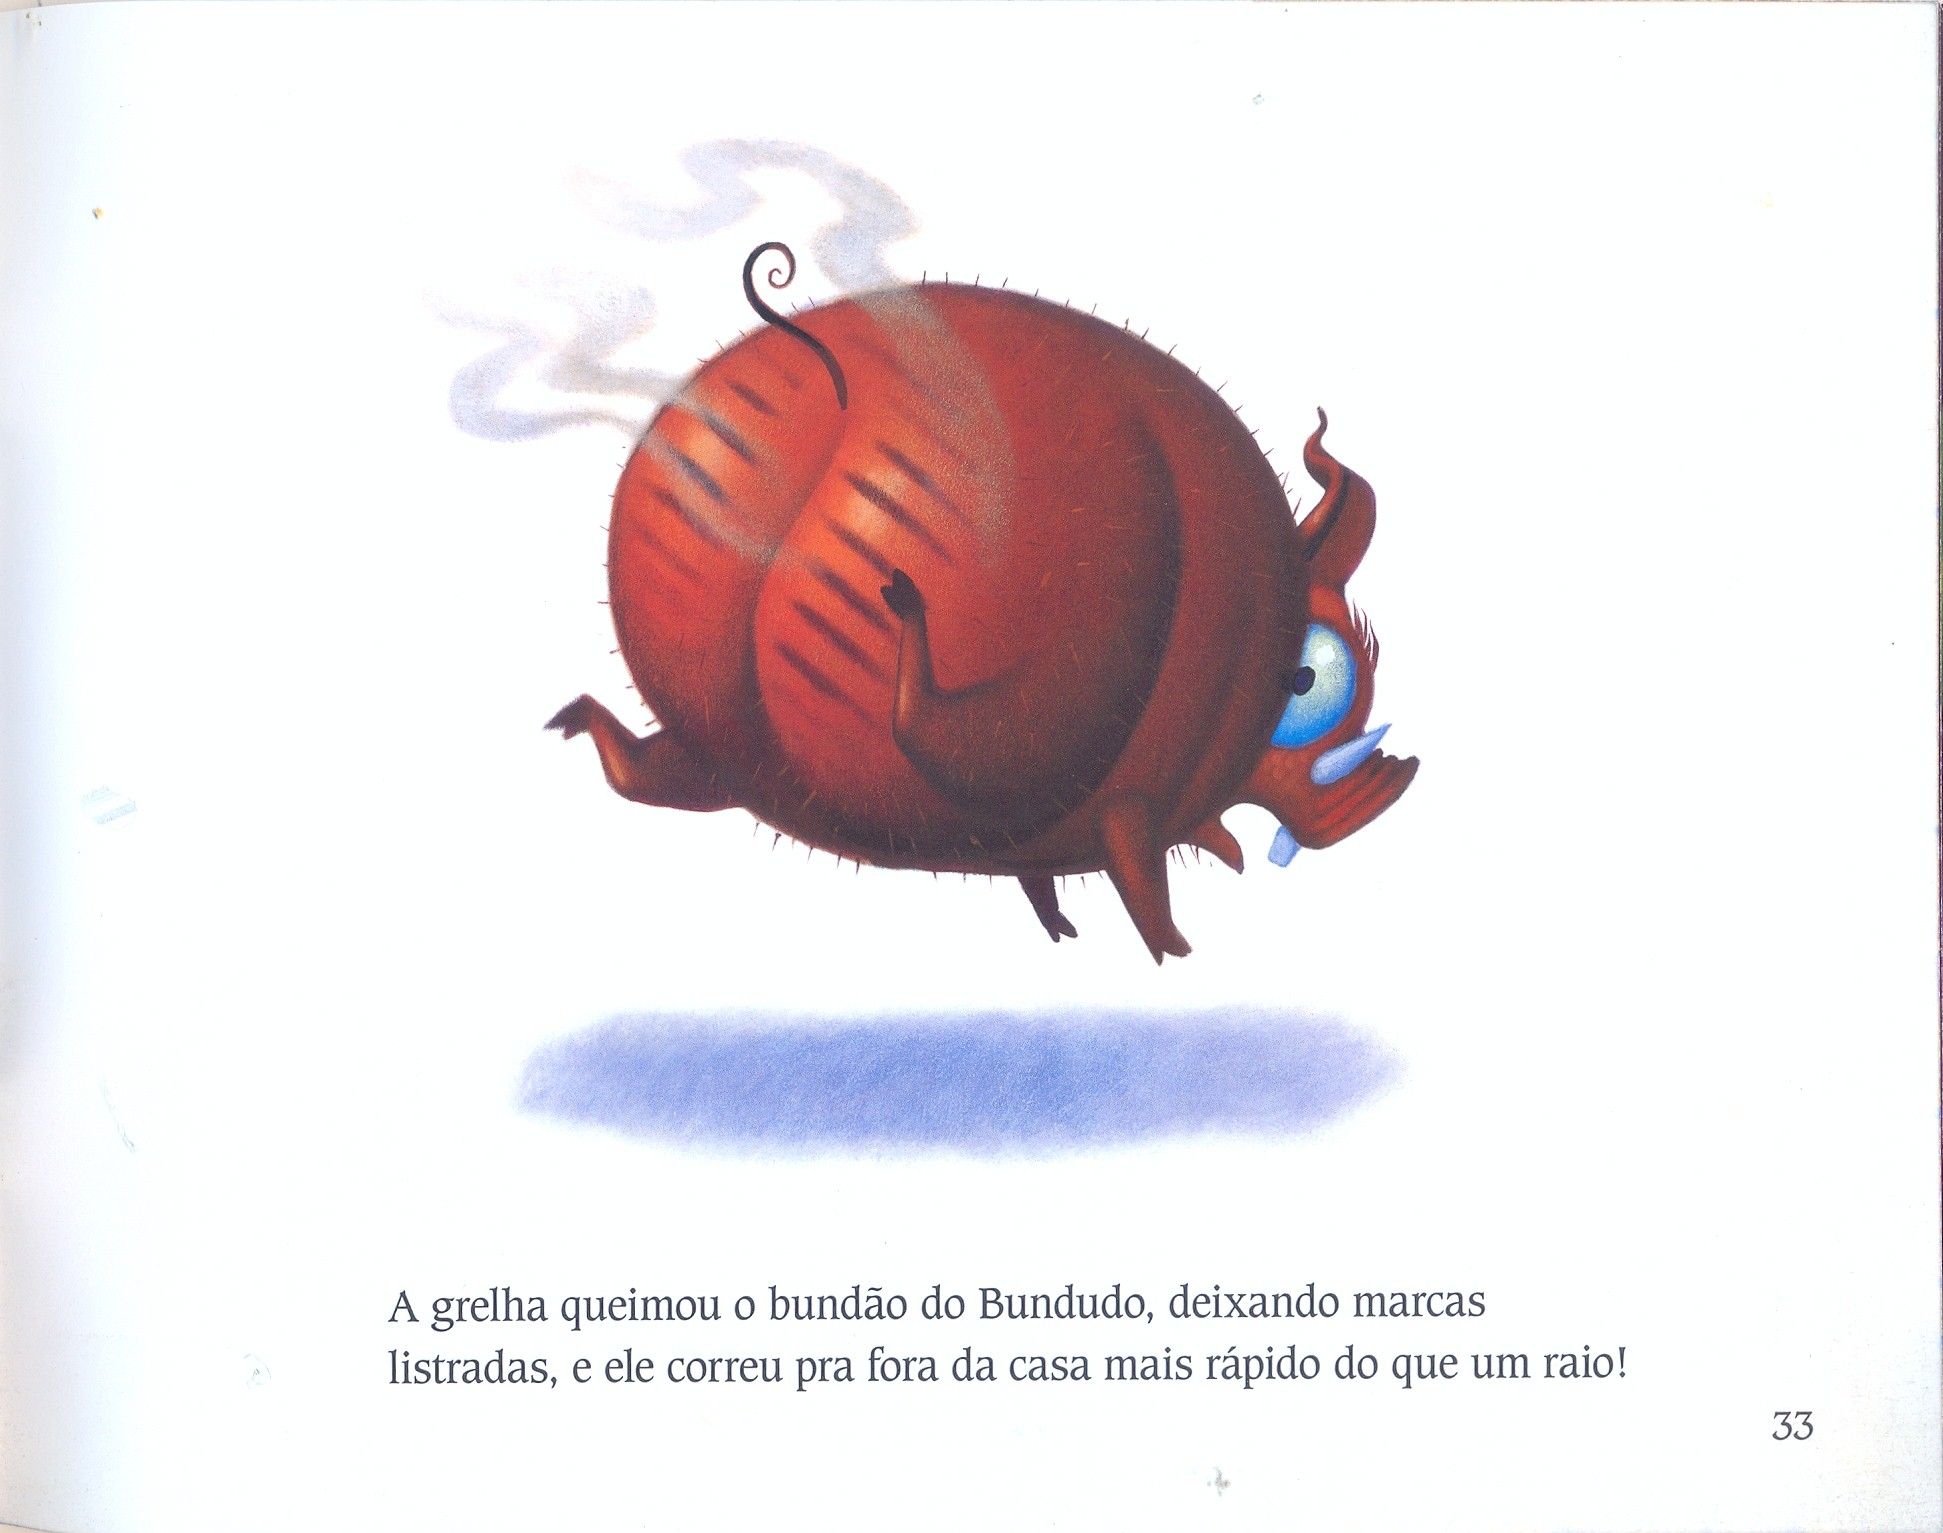 A grelha queimou o bundão do Bundudo, deixando marcas
listradas, e ele correu pra fora da casa mais rápido do que um raio!
33